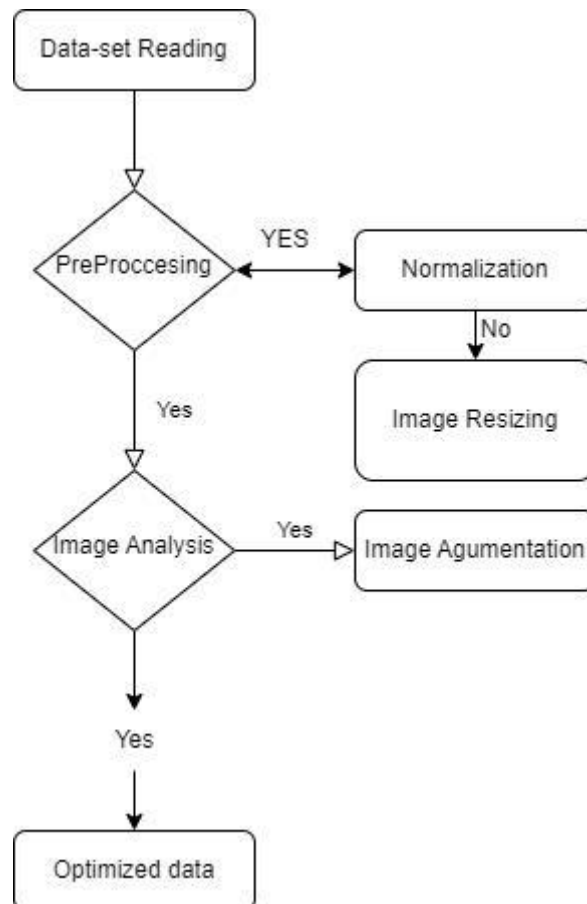 Data-set Reading
YES
PreProccesing
Normalization
No
Image Resizing
Yes
Image Analysis
Yes
Image Agumentation
Yes
Optimized data